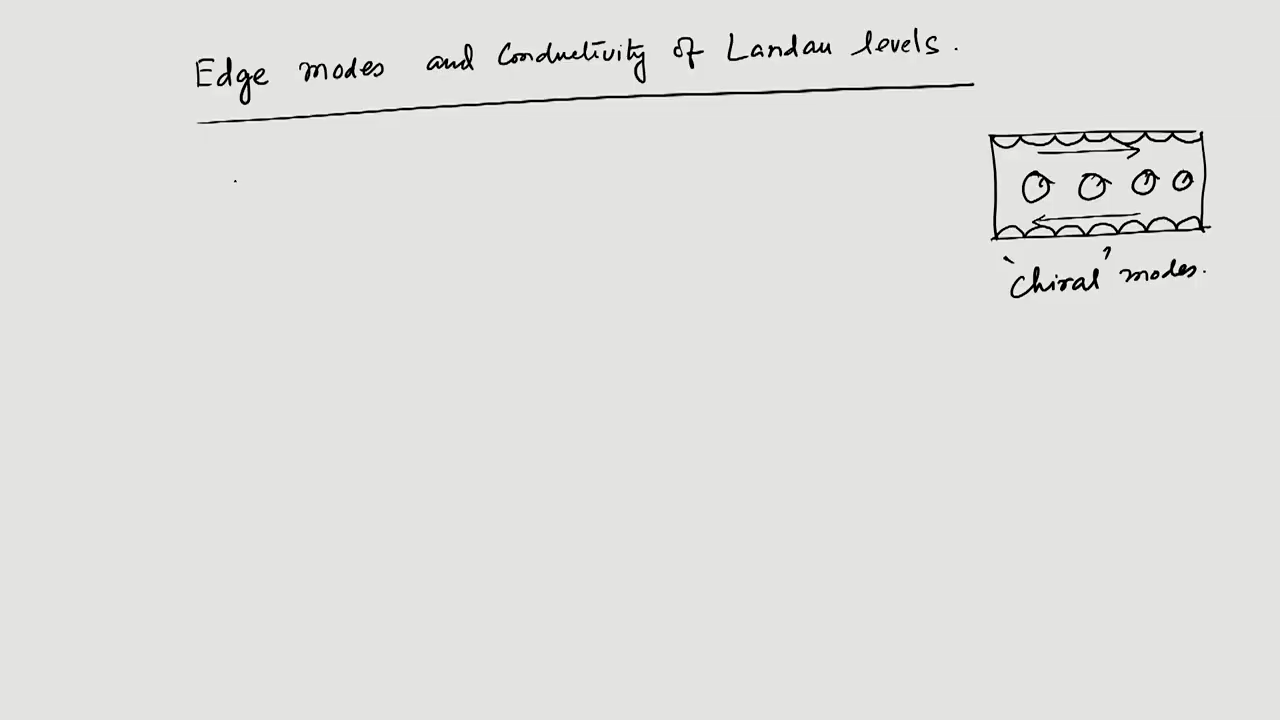 Edge modes and Conductivity of Landau levels.
'Chiral' modes.